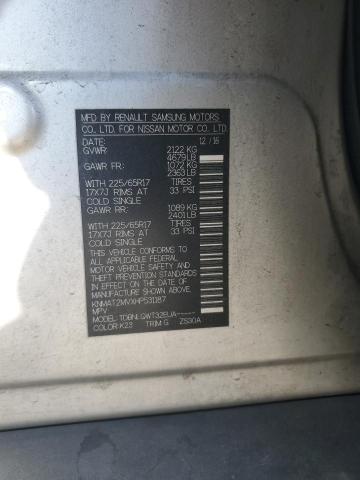 MFD BY RENAULT SAMSUNG MOTORS
CO. LTD. FOR NISSAN MOTOR CO. LTD.
DATE: 12 / 16
GVWR: 2122 KG
4679 LB
GAWR FR: 1072 KG
2363 LB
WITH 225/65R17 TIRES
17X7J RIMS AT 33 PSI
COLD SINGLE
GAWR RR: 1089 KG
2401 LB
WITH 225/65R17 TIRES
17X7J RIMS AT 33 PSI
COLD SINGLE
THIS VEHICLE CONFORMS TO
ALL APPLICABLE FEDERAL
MOTOR VEHICLE SAFETY AND
THEFT PREVENTION STANDARDS
IN EFFECT ON THE DATE OF
MANUFACTURE SHOWN ABOVE.
KNMAT2MVXHP531187
MPV
MODEL: QWT32EUA-----
COLOR: K23 TRIM: G ZS30A